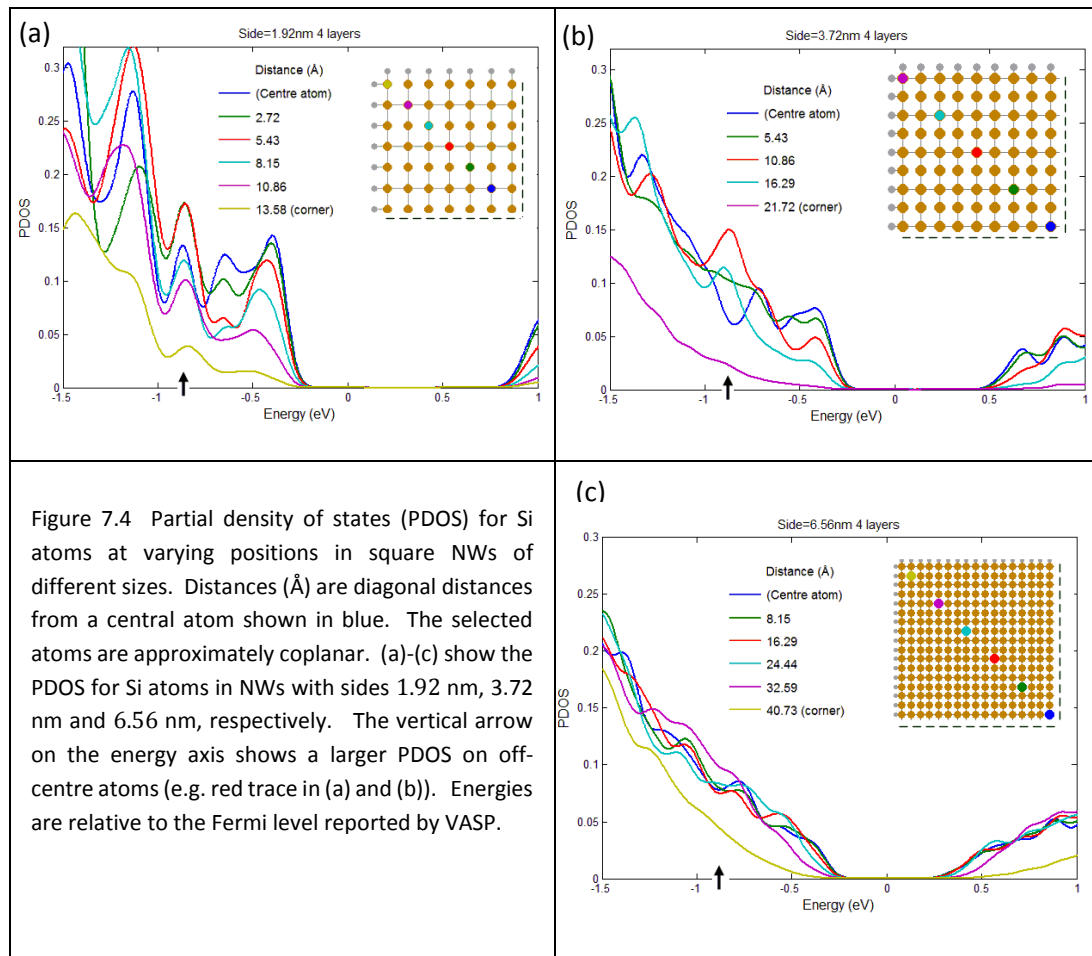 (a)
Side=1.92nm 4 layers
0.3
0.25
0.2
0.15
0.1
0.05
0
PDOS
Distance (Å)
(Centre atom)
2.72
5.43
8.15
10.86
13.58 (corner)
-1.5 -1 -0.5 0 0.5 1
Energy (eV)
(b)
Side=3.72nm 4 layers
0.3
0.25
0.2
0.15
0.1
0.05
0
PDOS
Distance (Å)
(Centre atom)
5.43
10.86
16.29
21.72 (corner)
-1.5 -1 -0.5 0 0.5 1
Energy (eV)
Figure 7.4 Partial density of states (PDOS) for Si
atoms at varying positions in square NWs of
different sizes. Distances (Å) are diagonal distances
from a central atom shown in blue. The selected
atoms are approximately coplanar. (a)-(c) show the
PDOS for Si atoms in NWs with sides 1.92 nm, 3.72
nm and 6.56 nm, respectively. The vertical arrow
on the energy axis shows a larger PDOS on off-
centre atoms (e.g. red trace in (a) and (b)). Energies
are relative to the Fermi level reported by VASP.
(c)
Side=6.56nm 4 layers
0.3
0.25
0.2
0.15
0.1
0.05
0
PDOS
Distance (Å)
(Centre atom)
8.15
16.29
24.44
32.59
40.73 (corner)
-1.5 -1 -0.5 0 0.5 1
Energy (eV)